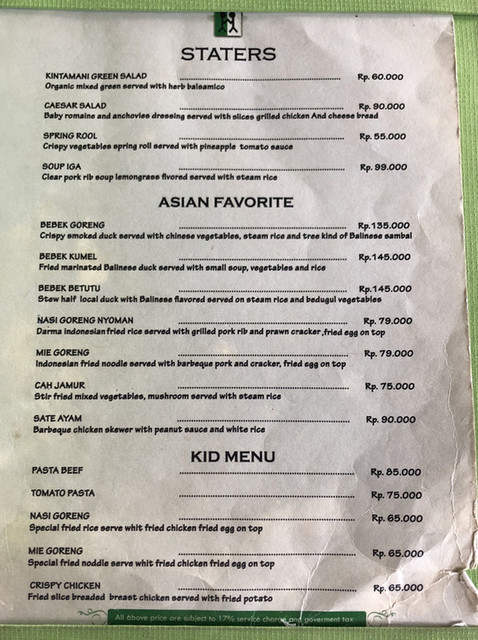 STATERS
KINTAMANI GREEN SALAD ........ Rp. 60.000
Organic mixed green served with herb balsamico
CAESAR SALAD ........ Rp. 90.000
Baby romaine and anchovies dressing served with slices grilled chicken And cheese bread
SPRING ROOL ........ Rp. 55.000
Crispy vegetables spring roll served with pineapple tomato sauce
SOUP IGA ........ Rp. 99.000
Clear pork rib soup lemongrass flvored served with steam rice
ASIAN FAVORITE
BEBEK GORENG ........ Rp. 135.000
Crispy smoked duck with chinese vegetables, steam rice and tree kind of Balinese sambal
BEBEK KUMEL ........ Rp. 145.000
Fried marinated Balinese duck served with small soup, vegetables and rice
BEBEK BETUTU ........ Rp. 145.000
Stew half local duck with Balinese flavored served on steam rice and bedugul vegetables
NASI GORENG NYOMAN ........ Rp. 79.000
Darma indonesian fried rice served with grilled pork rib and prawn cracker ,fried egg on top
MIE GORENG ........ Rp. 79.000
Indonesian fried noodle served with barbeque pork and cracker, fried egg on top
CAH JAMUR ........ Rp. 75.000
Stir fried mixed vegetables, mushroom served with steam rice
SATE AYAM ........ Rp. 90.000
Barbeque chicken skewer with peanut sauce and white rice
KID MENU
PASTA BEEF ........ Rp. 85.000
TOMATO PASTA ........ Rp. 75.000
NASI GORENG ........ Rp. 65.000
Special fried rice serve whit fried chicken fried egg on top
MIE GORENG ........ Rp. 65.000
Special fried noddle serve whit fried chicken fried egg on top
CRISPY CHICKEN ........ Rp. 65.000
Fried slice breaded breast chicken served with fried potato
All above price are subject to 17% service charge and goverment tax